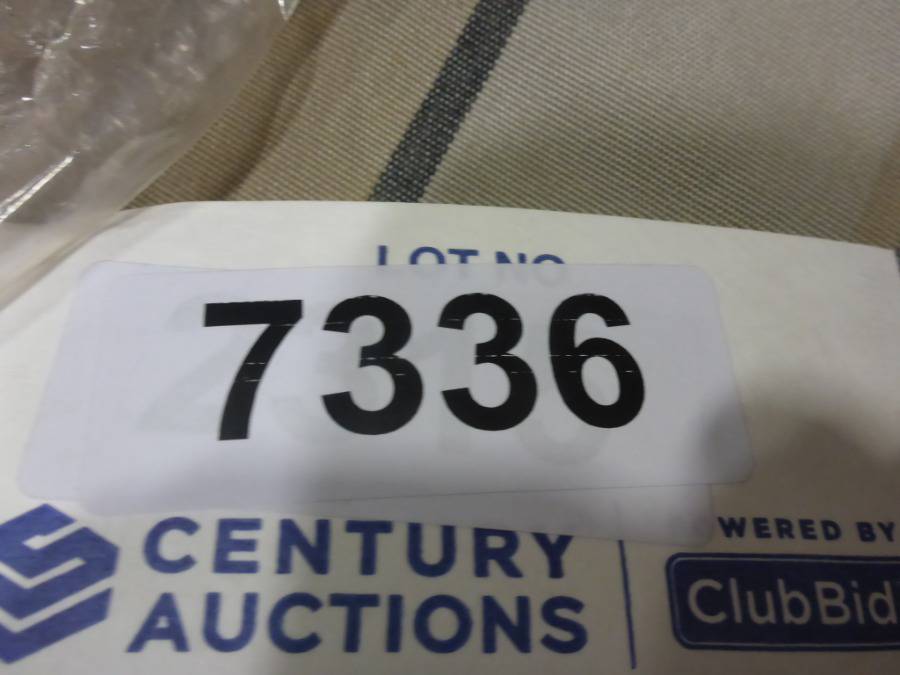 LOT NO
7336
CENTURY
AUCTIONS
WERED BY
ClubBid